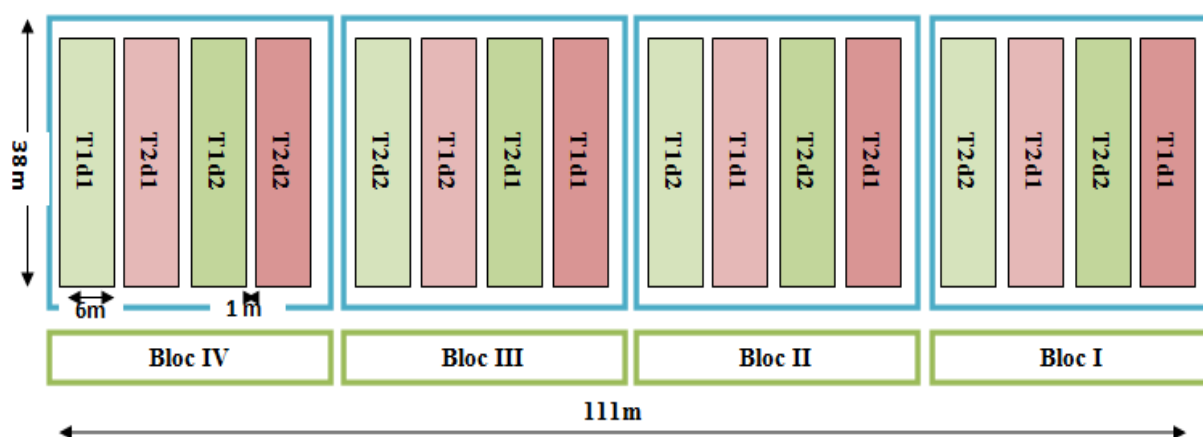 38 m
T1d1
T2d1
T1d2
T2d2
T2d2
T1d2
T2d1
T1d1
T1d2
T1d1
T2d2
T2d1
T2d2
T2d1
T2d2
T1d1
6m
1 m
Bloc IV
Bloc III
Bloc II
Bloc I
111m